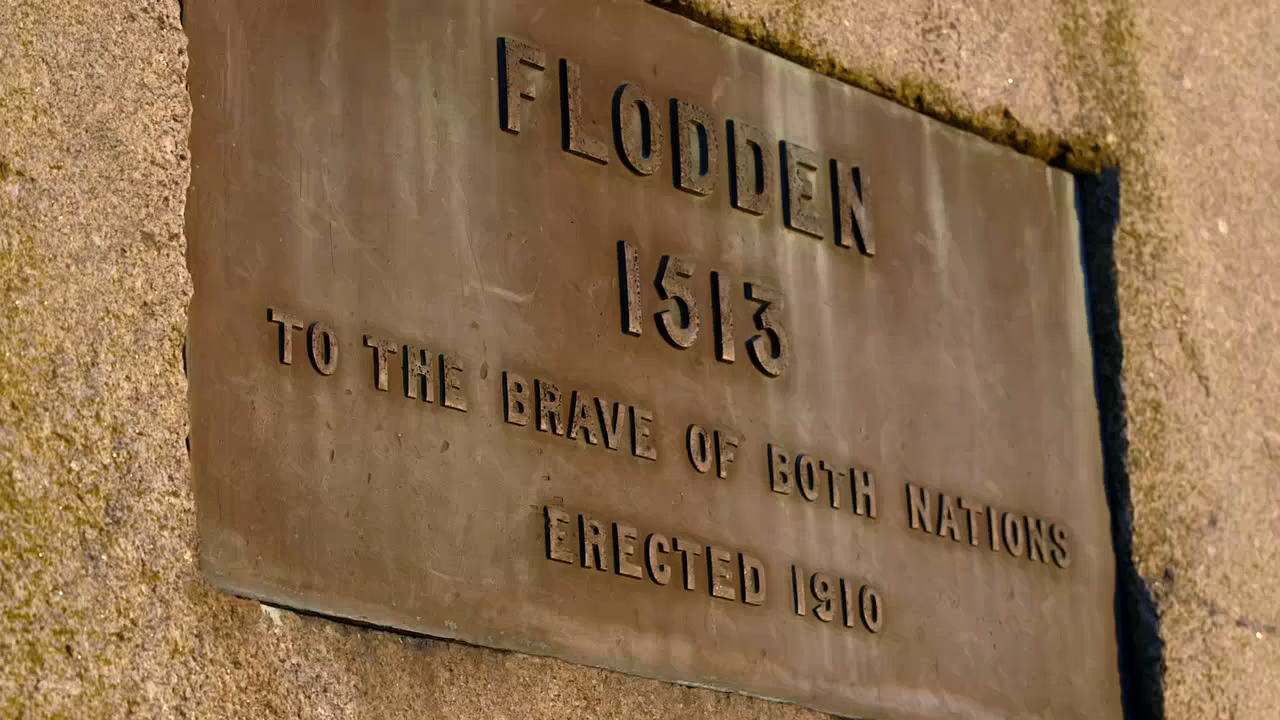 FLODDEN
1513
TO THE BRAVE OF BOTH NATIONS
ERECTED 1910